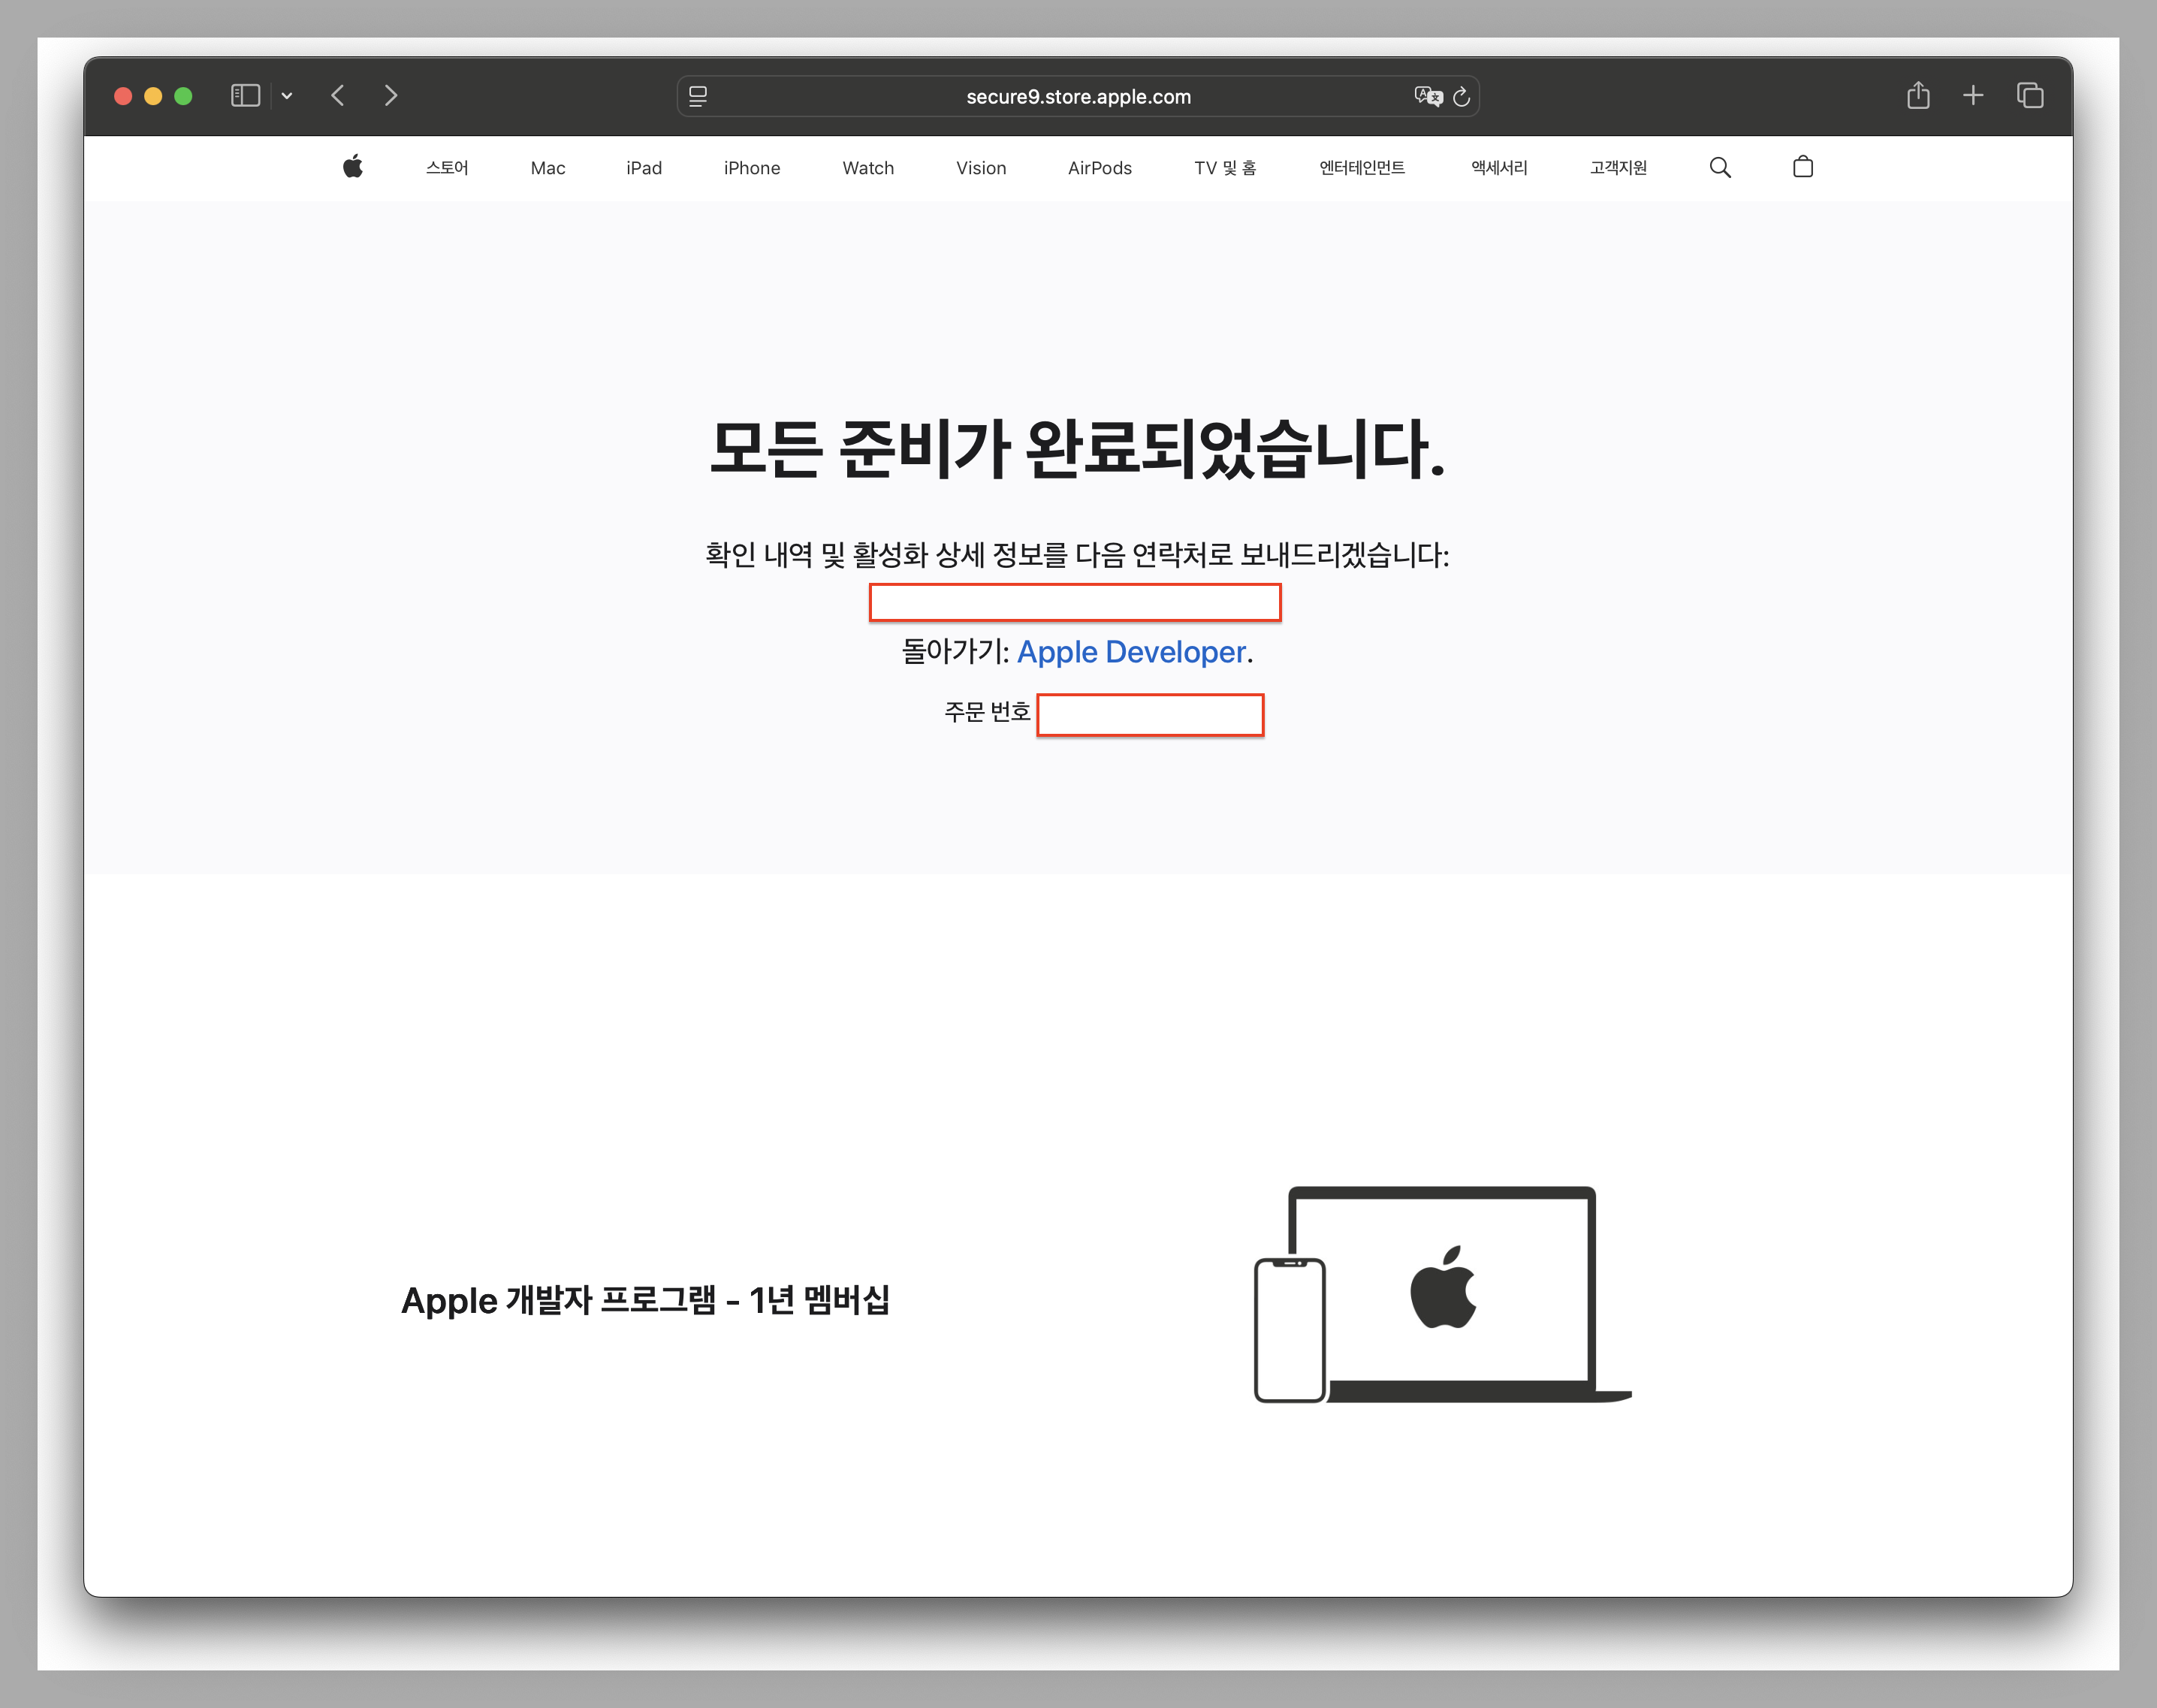 secure9.store.apple.com
스토어 Mac iPad iPhone Watch Vision AirPods TV 및 홈 엔터테인먼트 액세서리 고객지원
모든 준비가 완료되었습니다.
확인 내역 및 활성화 상세 정보를 다음 연락처로 보내드리겠습니다:
돌아가기: Apple Developer.
주문 번호
Apple 개발자 프로그램 - 1년 멤버십